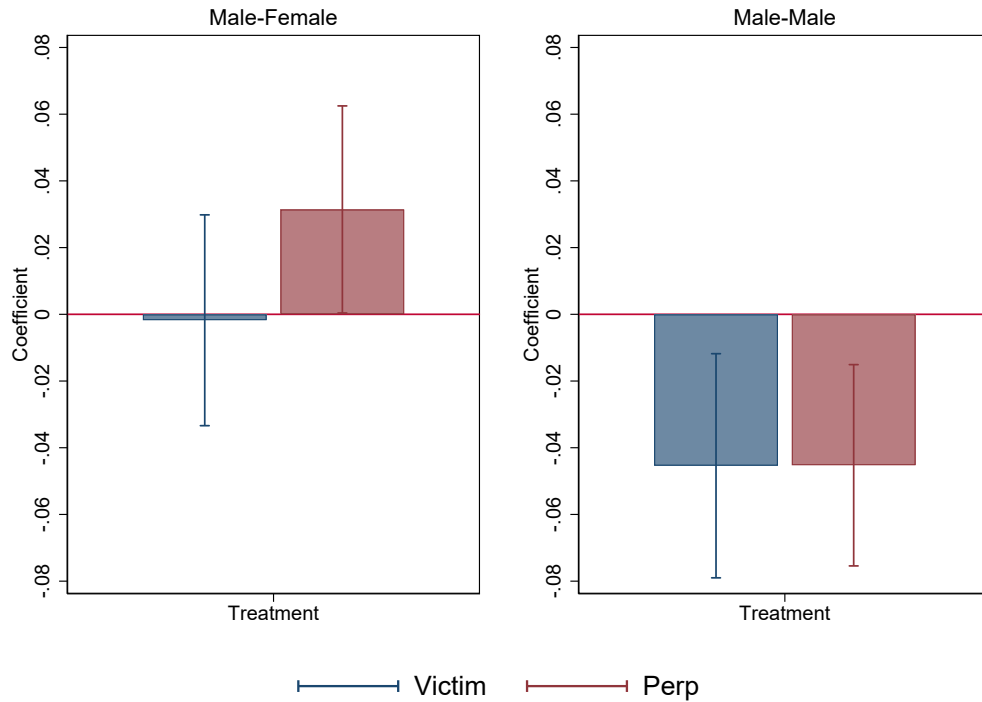 Male-Female
.08
.06
.04
.02
0
-.02
-.04
-.06
-.08
Coefficient
Treatment
Male-Male
.08
.06
.04
.02
0
-.02
-.04
-.06
-.08
Coefficient
Treatment
Victim
Perp